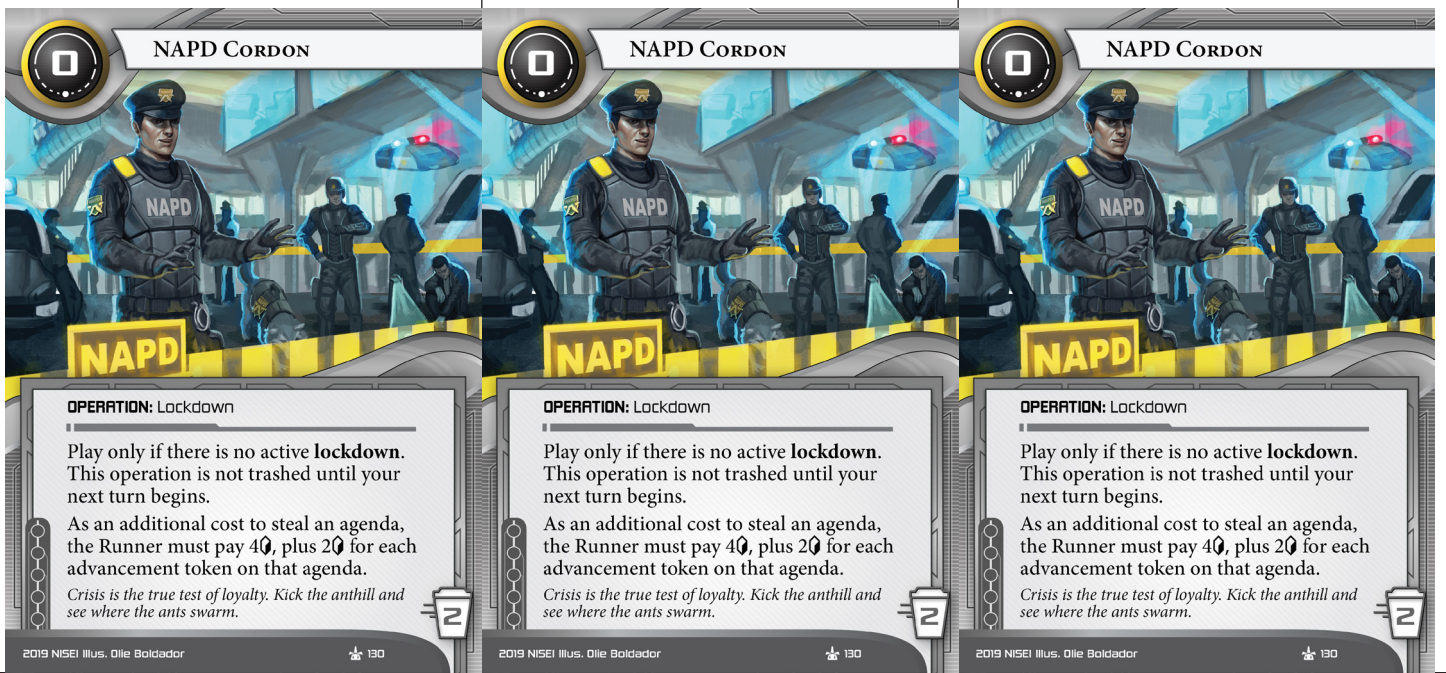 0
NAPD Cordon
NAPD
NAPD
OPERATION: Lockdown
Play only if there is no active lockdown.
This operation is not trashed until your
next turn begins.
As an additional cost to steal an agenda,
the Runner must pay 4, plus 2 for each
advancement token on that agenda.
Crisis is the true test of loyalty. Kick the anthill and
see where the ants swarm.
2
2019 NISEI Illus. Olie Boldador
130
0
NAPD Cordon
NAPD
NAPD
OPERATION: Lockdown
Play only if there is no active lockdown.
This operation is not trashed until your
next turn begins.
As an additional cost to steal an agenda,
the Runner must pay 4, plus 2 for each
advancement token on that agenda.
Crisis is the true test of loyalty. Kick the anthill and
see where the ants swarm.
2
2019 NISEI Illus. Olie Boldador
130
0
NAPD Cordon
NAPD
NAPD
OPERATION: Lockdown
Play only if there is no active lockdown.
This operation is not trashed until your
next turn begins.
As an additional cost to steal an agenda,
the Runner must pay 4, plus 2 for each
advancement token on that agenda.
Crisis is the true test of loyalty. Kick the anthill and
see where the ants swarm.
2
2019 NISEI Illus. Olie Boldador
130